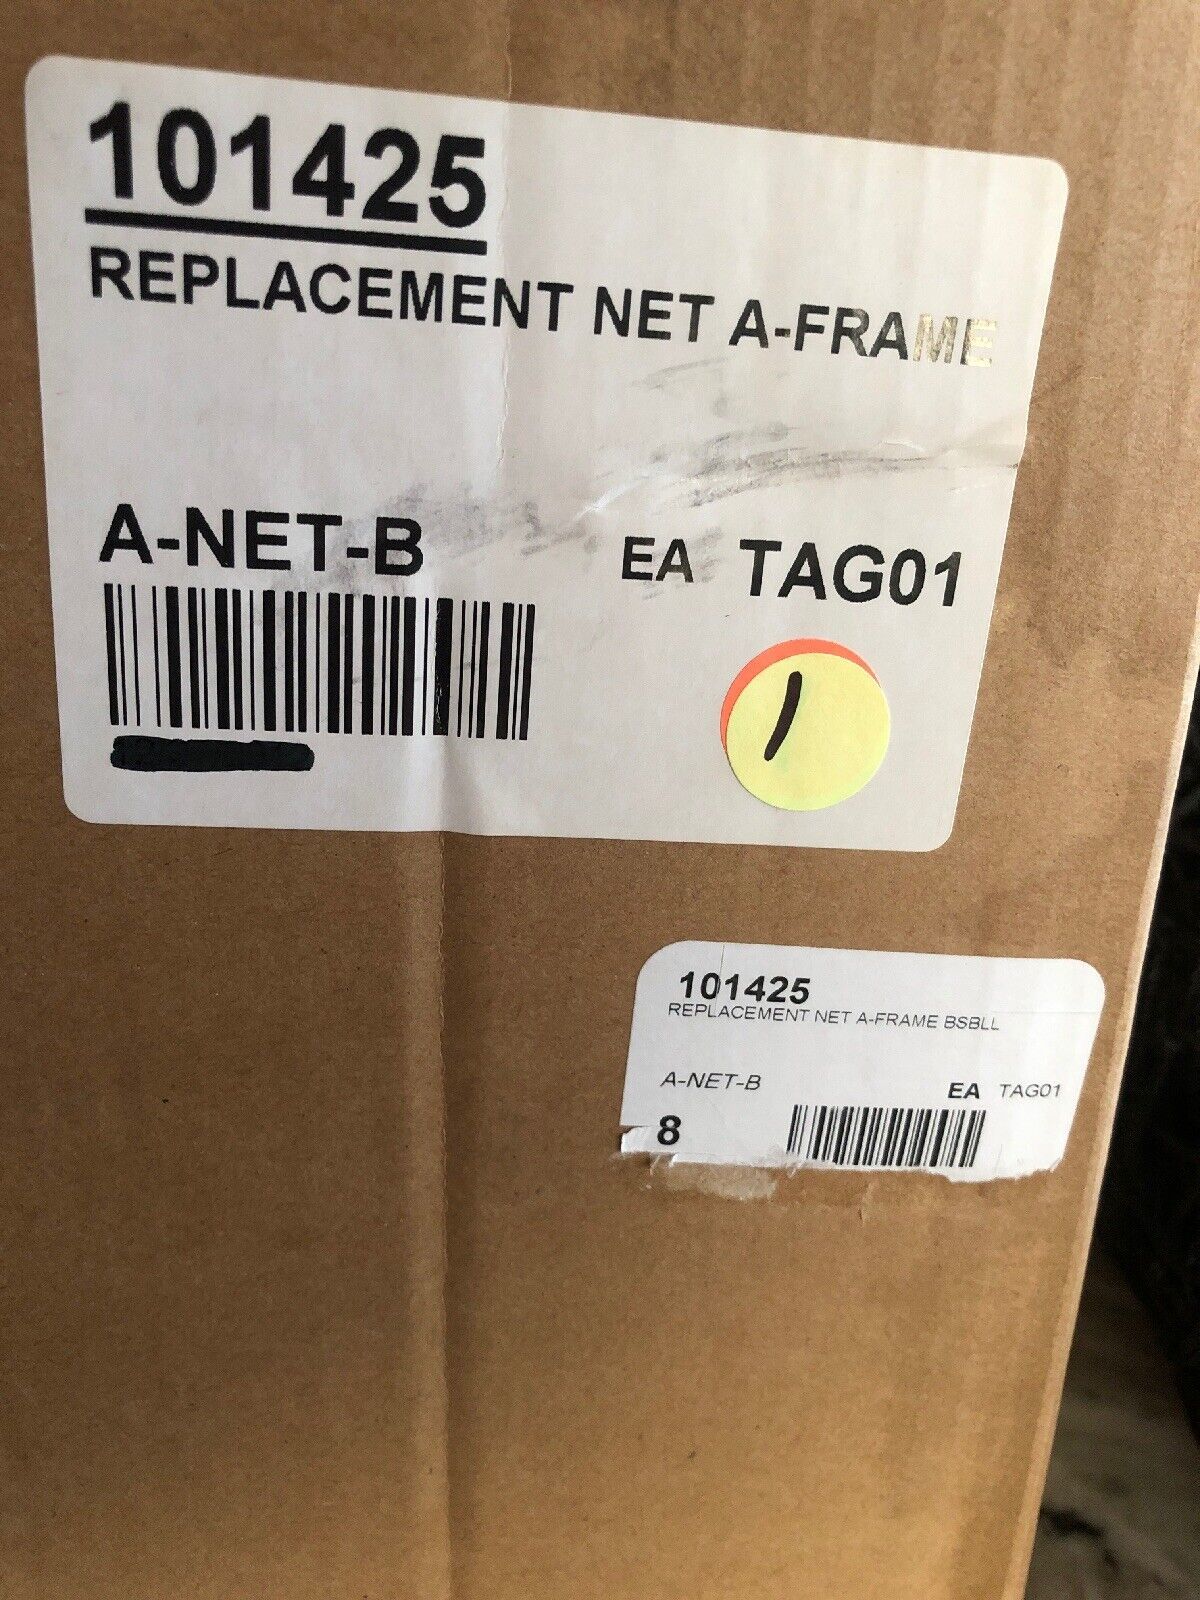 101425
REPLACEMENT NET A-FRAME
A-NET-B EA TAG01
1
101425
REPLACEMENT NET A-FRAME BSBLL
A-NET-B EA TAG01
8